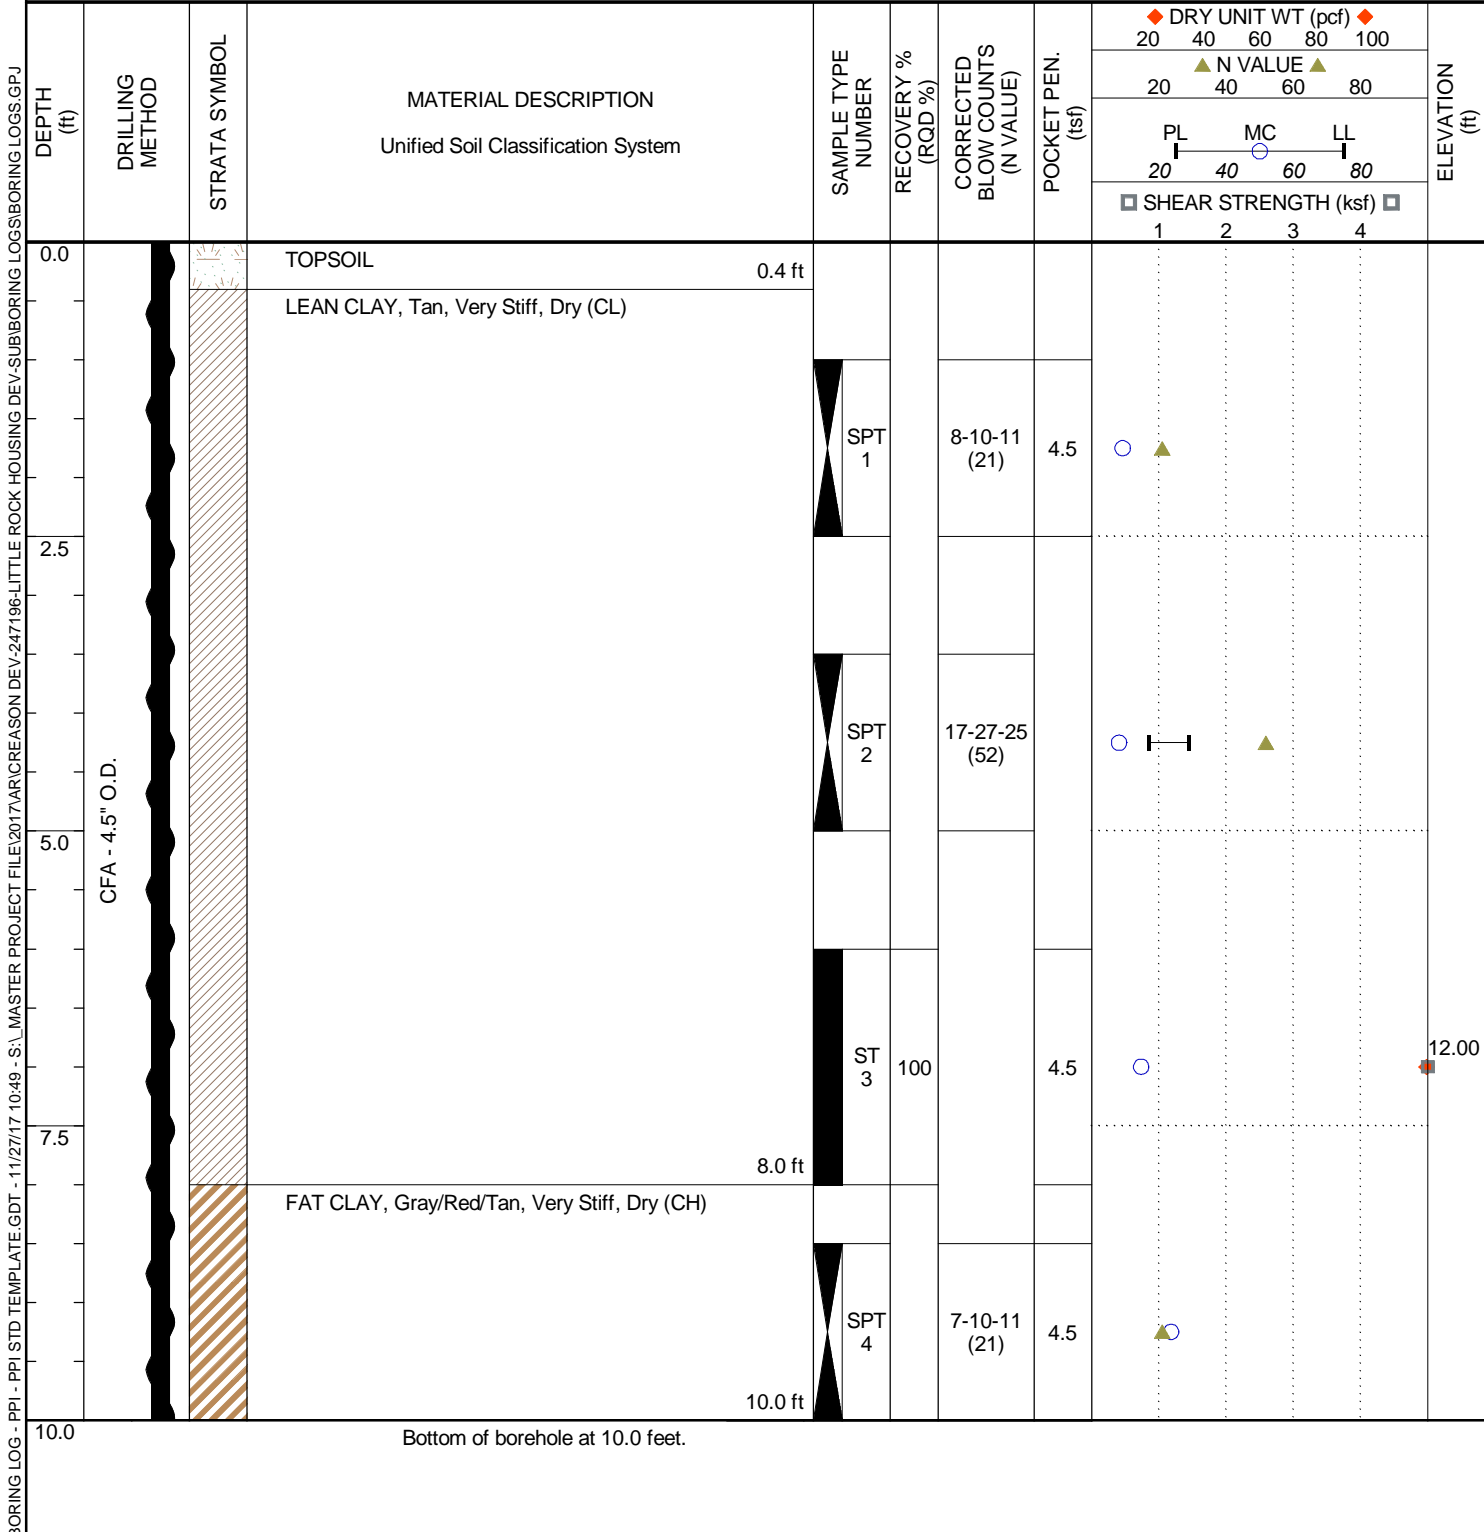 BORING LOG - PPI - PPI STD TEMPLATE.GDT - 11/27/17 10:49 - S:\_MASTER PROJECT FILE\2017\AR\CREASON DEV-247196-LITTLE ROCK HOUSING DEV-SUB\BORING LOGS\BORING LOGS.GPJ
DEPTH
(ft)
DRILLING
METHOD
STRATA SYMBOL
MATERIAL DESCRIPTION
Unified Soil Classification System
SAMPLE TYPE
NUMBER
RECOVERY %
(RQD %)
CORRECTED
BLOW COUNTS
(N VALUE)
POCKET PEN.
(tsf)
DRY UNIT WT (pcf)
20 40 60 80 100
N VALUE
20 40 60 80
PL MC LL
20 40 60 80
SHEAR STRENGTH (ksf)
1 2 3 4
ELEVATION
(ft)
0.0
TOPSOIL
0.4 ft
LEAN CLAY, Tan, Very Stiff, Dry (CL)
SPT
1
8-10-11
(21)
4.5
2.5
SPT
2
17-27-25
(52)
CFA - 4.5" O.D.
5.0
ST
3
100
4.5
12.00
7.5
8.0 ft
FAT CLAY, Gray/Red/Tan, Very Stiff, Dry (CH)
SPT
4
7-10-11
(21)
4.5
10.0 ft
10.0
Bottom of borehole at 10.0 feet.